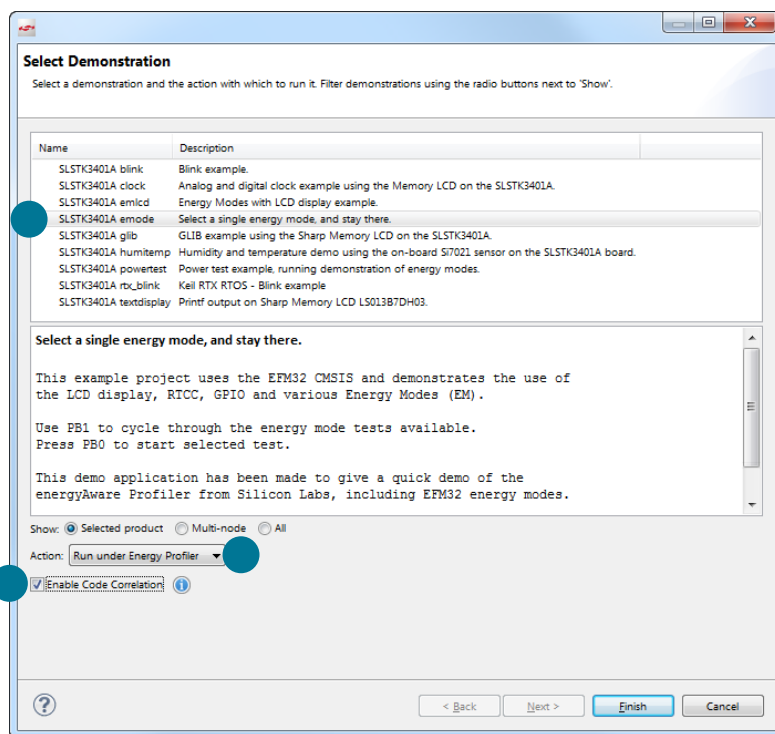 Select Demonstration
Select a demonstration and the action with which to run it. Filter demonstrations using the radio buttons next to 'Show'.
Name Description
SLSTK3401A blink Blink example.
SLSTK3401A clock Analog and digital clock example using the Memory LCD on the SLSTK3401A.
SLSTK3401A emlcd Energy Modes with LCD display example.
SLSTK3401A emode Select a single energy mode, and stay there.
SLSTK3401A glib GLIB example using the Sharp Memory LCD on the SLSTK3401A.
SLSTK3401A humitemp Humidity and temperature demo using the on-board Si7021 sensor on the SLSTK3401A board.
SLSTK3401A powertest Power test example, running demonstration of energy modes.
SLSTK3401A rtx_blink Keil RTX RTOS - Blink example
SLSTK3401A textdisplay Printf output on Sharp Memory LCD LS013B7DH03.
Select a single energy mode, and stay there.
This example project uses the EFM32 CMSIS and demonstrates the use of
the LCD display, RTCC, GPIO and various Energy Modes (EM).
Use PB1 to cycle through the energy mode tests available.
Press PB0 to start selected test.
This demo application has been made to give a quick demo of the
energyAware Profiler from Silicon Labs, including EFM32 energy modes.
Show: Selected product Multi-node All
Action: Run under Energy Profiler
Enable Code Correlation
< Back Next > Finish Cancel